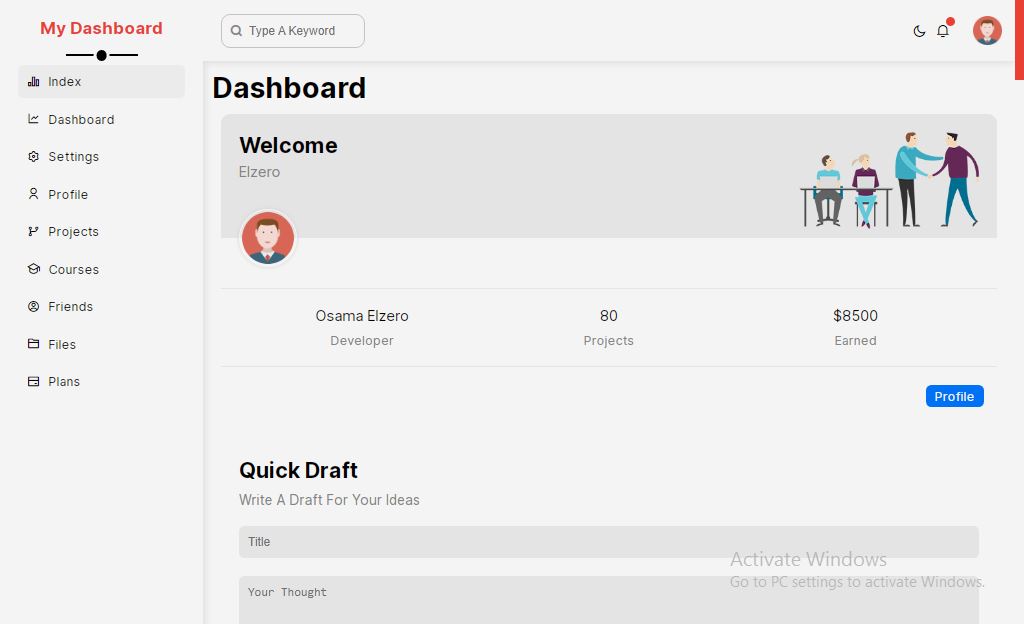 My Dashboard
Index
Dashboard
Settings
Profile
Projects
Courses
Friends
Files
Plans
Type A Keyword
Dashboard
Welcome
Elzero
Osama Elzero
Developer
80
Projects
$8500
Earned
Profile
Quick Draft
Write A Draft For Your Ideas
Title
Your Thought
Activate Windows
Go to PC settings to activate Windows.